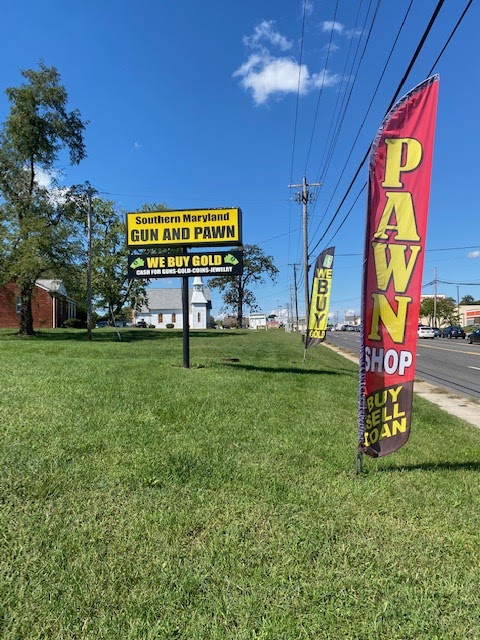 Southern Maryland
GUN AND PAWN
WE BUY GOLD
CASH FOR GUNS-GOLD-COINS-JEWELRY
WE
BUY
GOLD
PAWN
SHOP
BUY
SELL
LOAN